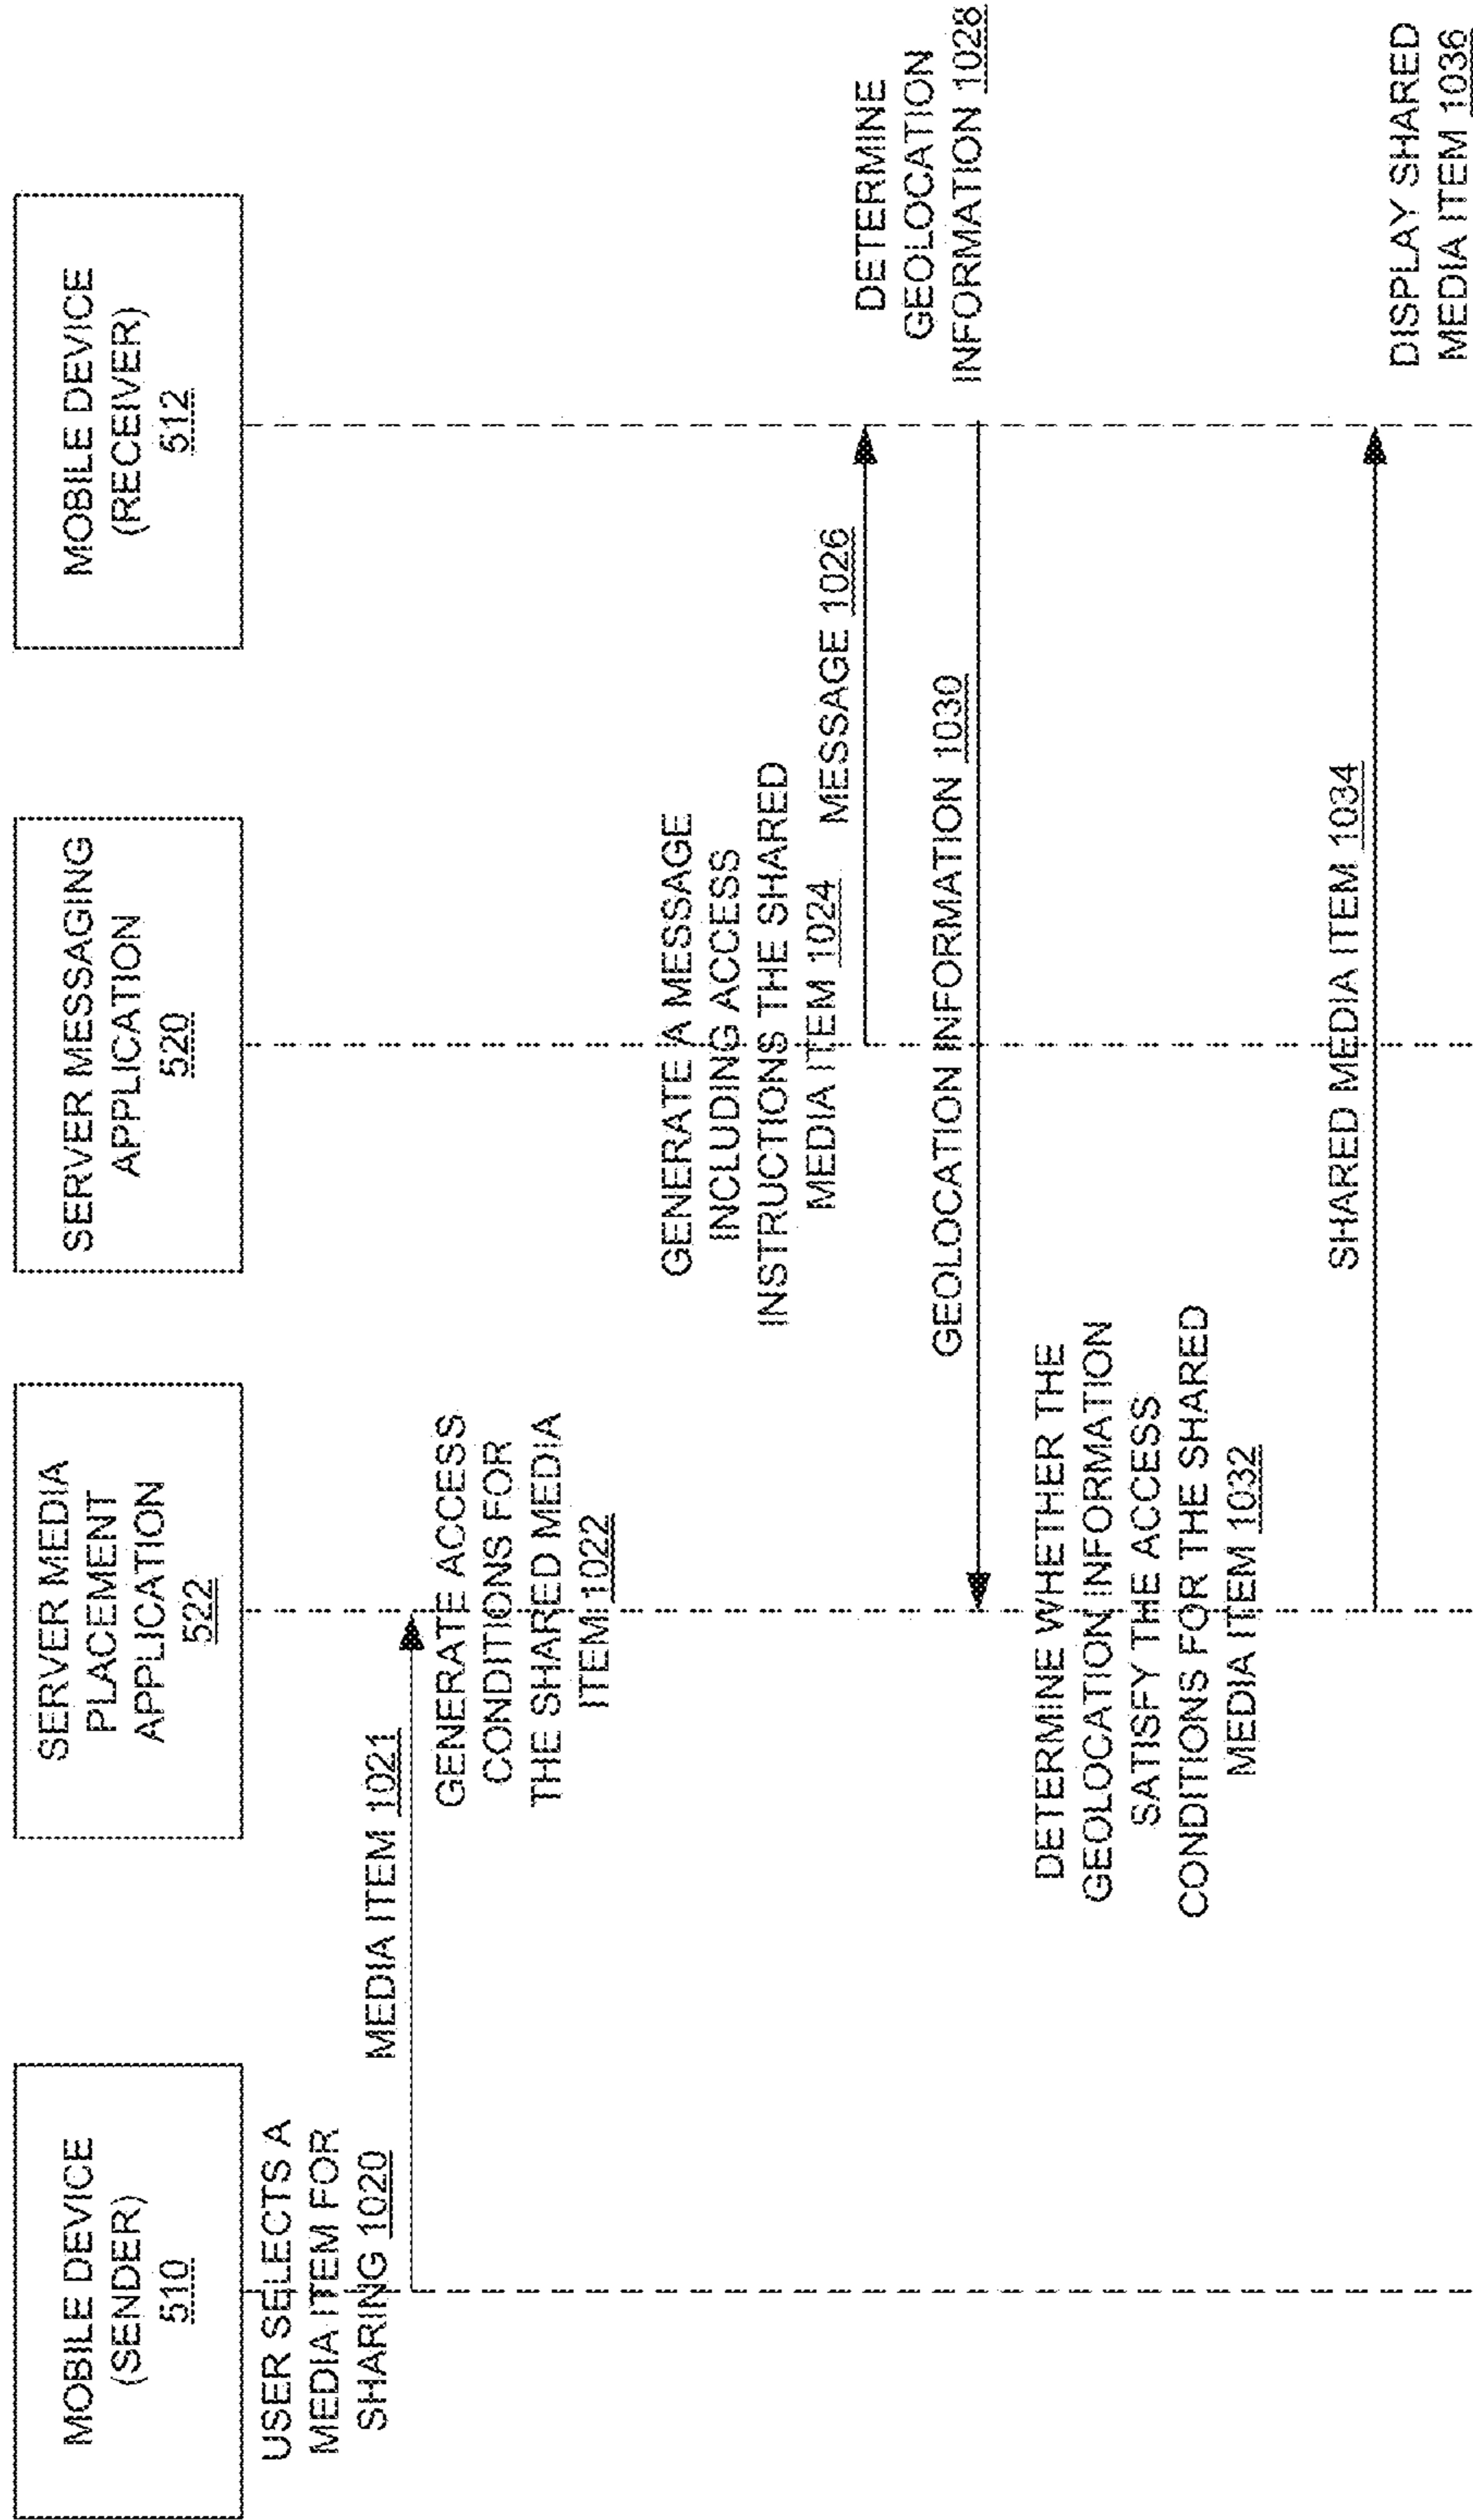 MOBILE DEVICE
(SENDER)
510
SERVER MEDIA
PLACEMENT
APPLICATION
522
SERVER MESSAGING
APPLICATION
520
MOBILE DEVICE
(RECEIVER)
512
USER SELECTS A
MEDIA ITEM FOR
SHARING 1020
MEDIA ITEM 1021
GENERATE ACCESS
CONDITIONS FOR
THE SHARED MEDIA
ITEM 1022
GENERATE A MESSAGE
INCLUDING ACCESS
INSTRUCTIONS THE SHARED
MEDIA ITEM 1024
MESSAGE 1026
DETERMINE
GEOLOCATION
INFORMATION 1028
GEOLOCATION INFORMATION 1030
DETERMINE WHETHER THE
GEOLOCATION INFORMATION
SATISFY THE ACCESS
CONDITIONS FOR THE SHARED
MEDIA ITEM 1032
SHARED MEDIA ITEM 1034
DISPLAY SHARED
MEDIA ITEM 1036